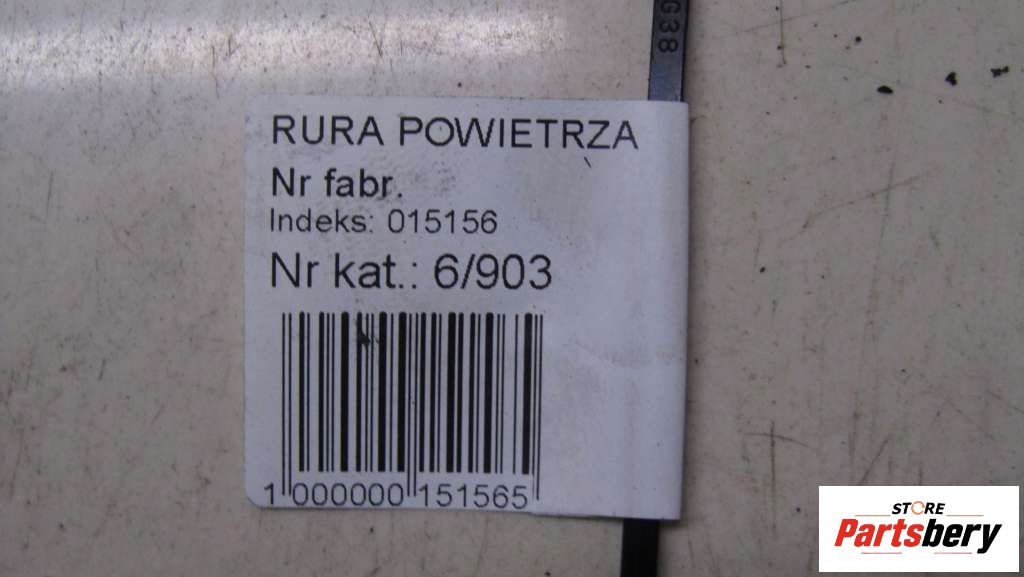 G38
RURA POWIETRZA
Nr fabr.
Indeks: 015156
Nr kat.: 6/903
1 000000 151565
STORE
Partsbery